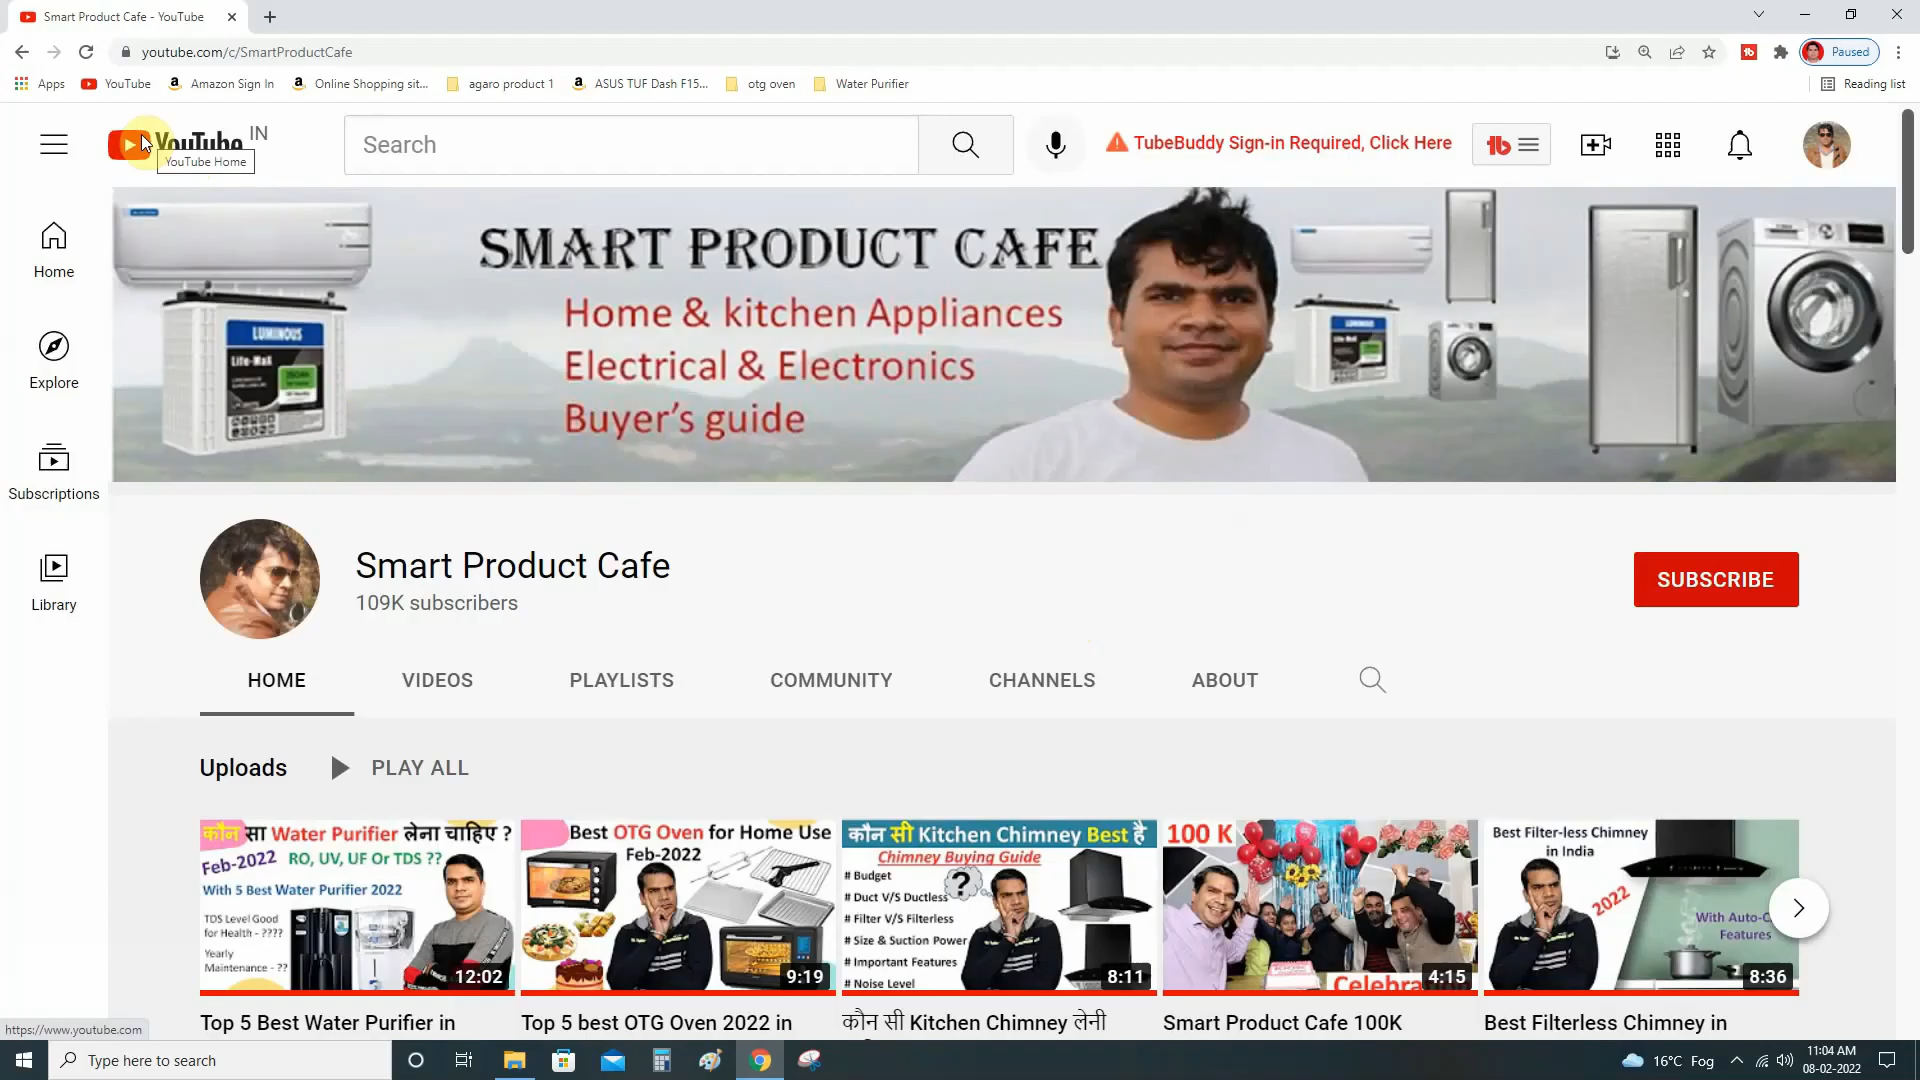 Smart Product Cafe - YouTube
youtube.com/c/SmartProductCafe
Paused
Apps
YouTube
Amazon Sign In
Online Shopping sit...
agaro product 1
ASUS TUF Dash F15...
otg oven
Water Purifier
Reading list
YouTube IN
YouTube Home
Search
TubeBuddy Sign-in Required, Click Here
Home
Explore
Subscriptions
Library
SMART PRODUCT CAFE
Home & kitchen Appliances
Electrical & Electronics
Buyer's guide
LUMINOUS
Life-Max
LUMINOUS
Smart Product Cafe
109K subscribers
SUBSCRIBE
HOME
VIDEOS
PLAYLISTS
COMMUNITY
CHANNELS
ABOUT
Uploads
PLAY ALL
कौन सा Water Purifier लेना चाहिए ?
Feb-2022 RO, UV, UF Or TDS ??
With 5 Best Water Purifier 2022
TDS Level Good
for Health - ????
Yearly
Maintenance - ??
12:02
Top 5 Best Water Purifier in
Best OTG Oven for Home Use
Feb-2022
9:19
Top 5 best OTG Oven 2022 in
कौन सी Kitchen Chimney Best है
Chimney Buying Guide
# Budget
# Duct V/S Ductless
# Filter V/S Filterless
# Size & Suction Power
# Important Features
# Noise Level
?
8:11
कौन सी Kitchen Chimney लेनी
100 K
Celebra
4:15
Smart Product Cafe 100K
Best Filter-less Chimney
in India
2022
With Auto-C
Features
8:36
Best Filterless Chimney in
https://www.youtube.com
Type here to search
16°C Fog
11:04 AM
08-02-2022